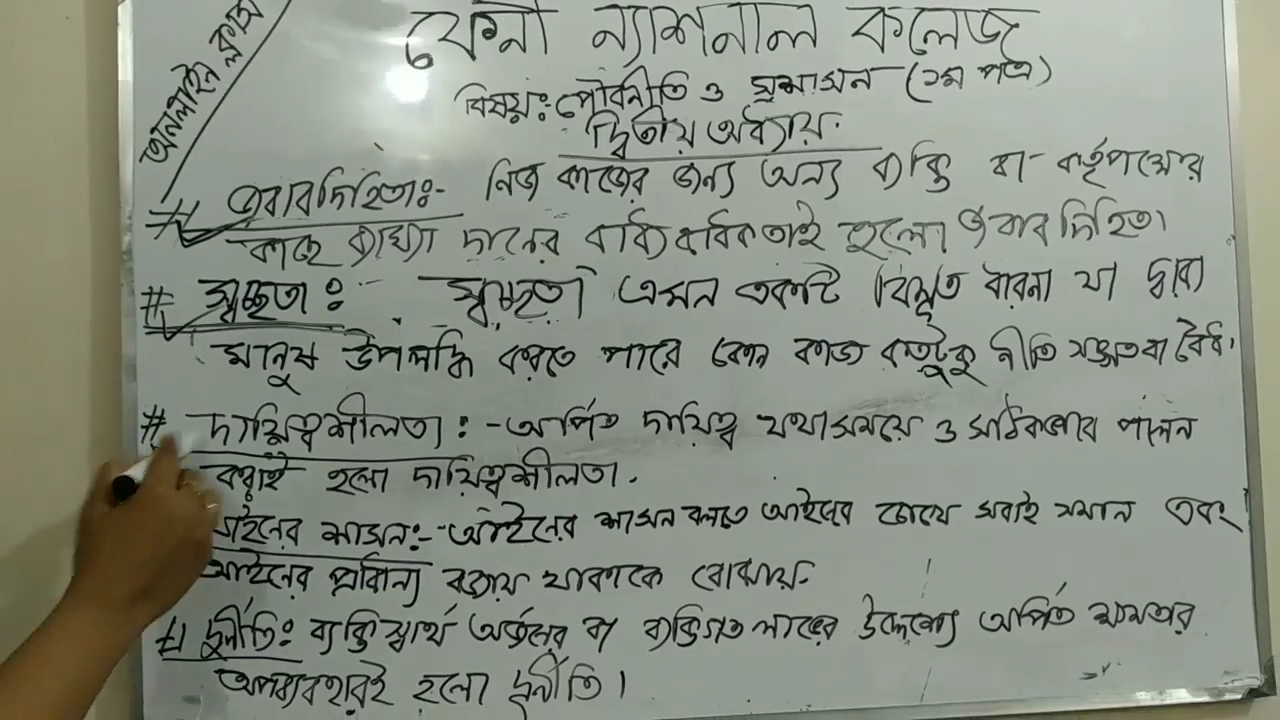 অনলাইন ক্লাস
ফেনী ন্যাশনাল কলেজ
বিষয়ঃ পৌরনীতি ও সুশাসন (১ম পত্র)
দ্বিতীয় অধ্যায়
# জবাবদিহিতাঃ- নিজ কাজের জন্য অন্য ব্যক্তি বা কর্তৃপক্ষের
কাছে ব্যাখ্যা দানের বাধ্যবাধকতাই হলো জবাবদিহিতা
# স্বচ্ছতাঃ স্বচ্ছতা এমন একটি বিস্তৃত ধারনা যা দ্বারা
মানুষ উপলব্ধি করতে পারে কোন কাজ কতটুকু নীতি সঙ্গত বা বৈধ।
# দায়িত্বশীলতাঃ- অর্পিত দায়িত্ব যথাসময়ে ও সঠিকভাবে পালন
করাই হলো দায়িত্বশীলতা.
আইনের শাসনঃ- আইনের শাসন বলতে আইনের চোখে সবাই সমান এবং
আইনের প্রাধান্য বজায় থাকাকে বোঝায়.
# দুর্নীতিঃ ব্যক্তি স্বার্থ অর্জনের বা ব্যক্তিগত লাভের উদ্দেশ্যে অর্পিত ক্ষমতার
অপব্যবহারই হলো দুর্নীতি।